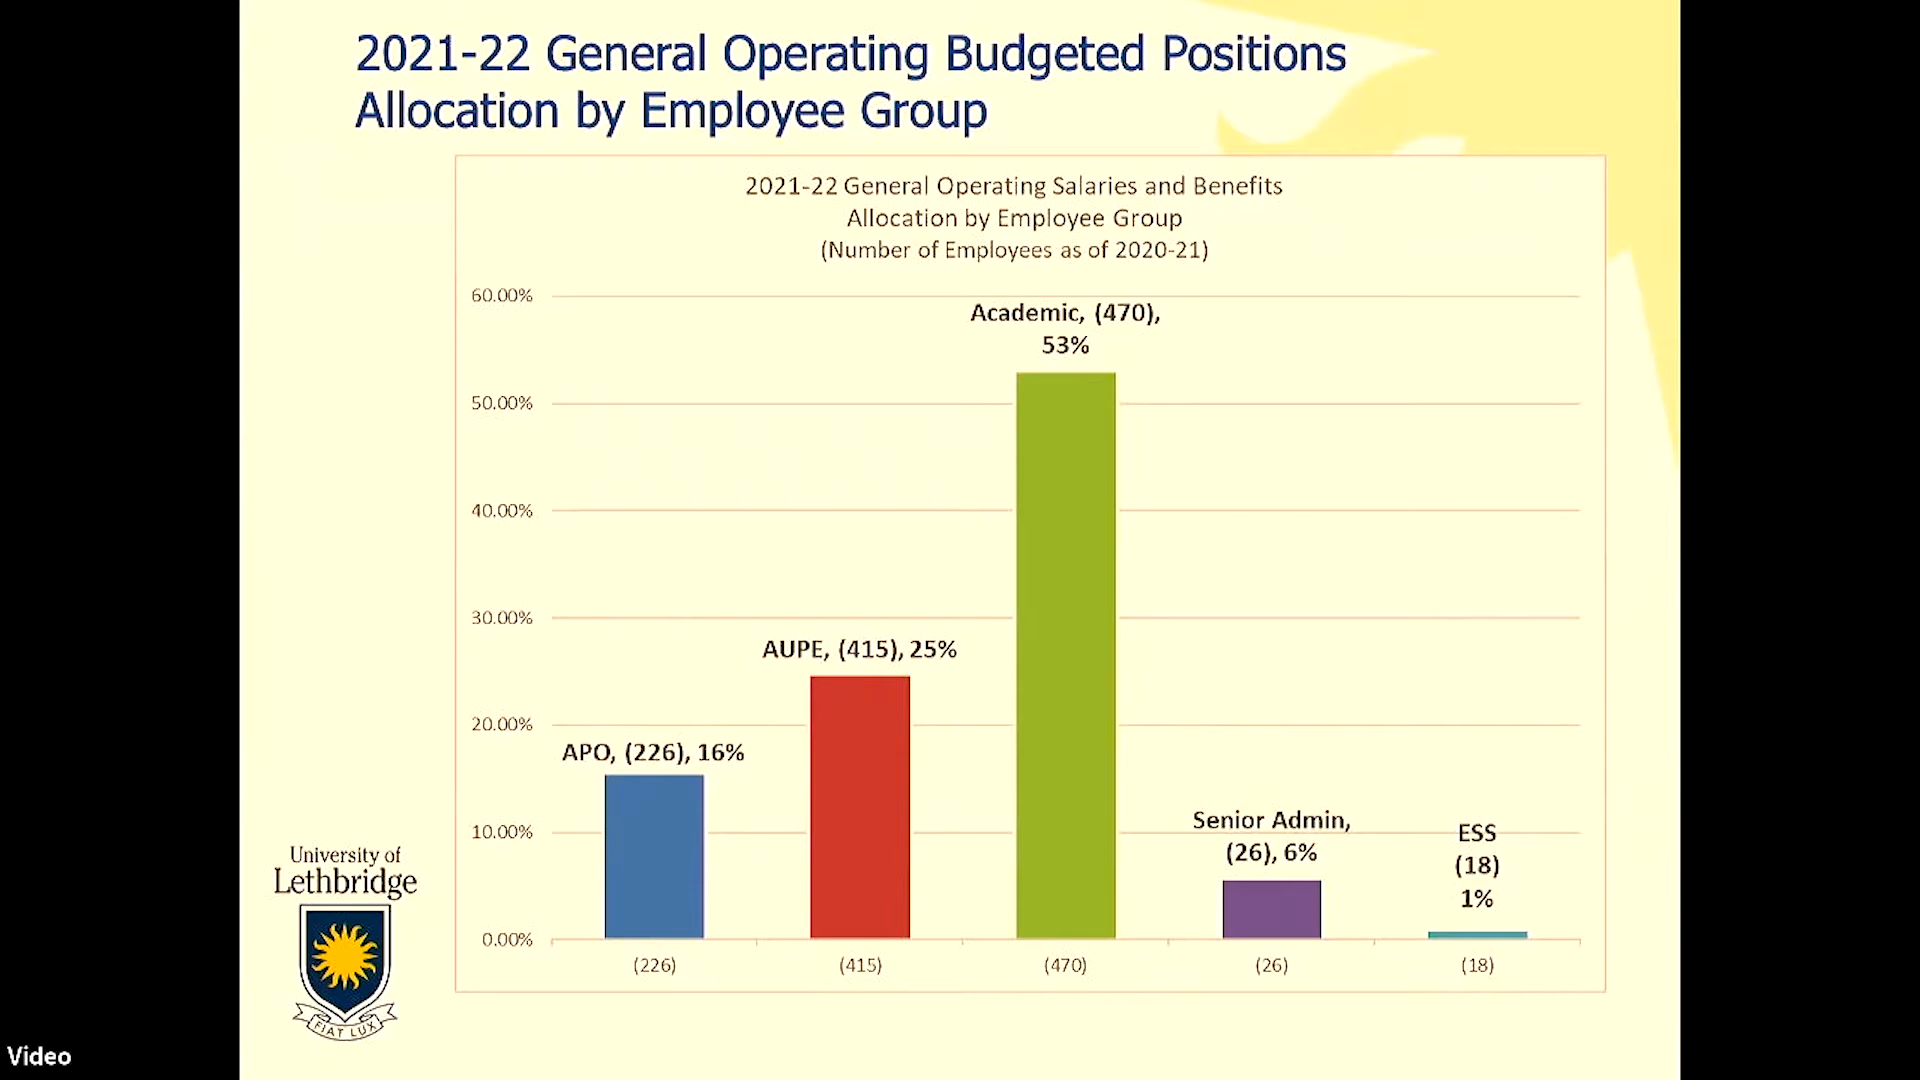 2021-22 General Operating Budgeted Positions
Allocation by Employee Group
2021-22 General Operating Salaries and Benefits
Allocation by Employee Group
(Number of Employees as of 2020-21)
60.00%
50.00%
40.00%
30.00%
20.00%
10.00%
0.00%
APO, (226), 16%
AUPE, (415), 25%
Academic, (470),
53%
Senior Admin,
(26), 6%
ESS
(18)
1%
(226)
(415)
(470)
(26)
(18)
University of
Lethbridge
FIAT LUX
Video